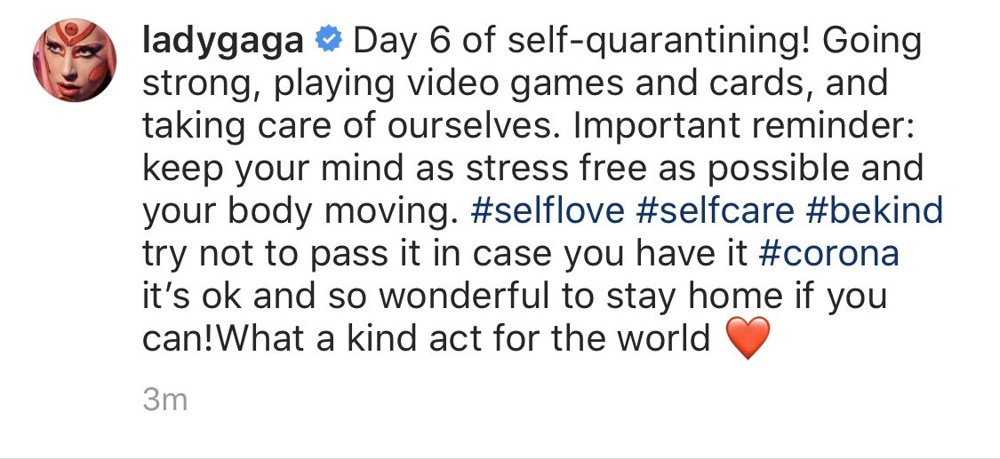 ladygaga Day 6 of self-quarantining! Going
strong, playing video games and cards, and
taking care of ourselves. Important reminder:
keep your mind as stress free as possible and
your body moving. #selflove #selfcare #bekind
try not to pass it in case you have it #corona
it’s ok and so wonderful to stay home if you
can!What a kind act for the world ❤️
3m